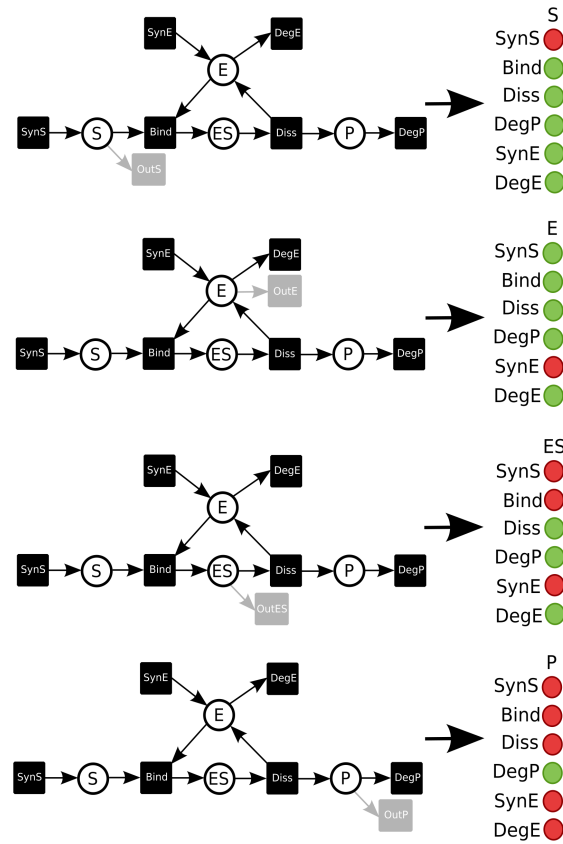 S
SynS
Bind
Diss
DegP
SynE
DegE
SynE
DegE
E
SynS
S
Bind
ES
Diss
P
DegP
OutS
E
SynS
Bind
Diss
DegP
SynE
DegE
SynE
DegE
E
OutE
SynS
S
Bind
ES
Diss
P
DegP
ES
SynS
Bind
Diss
DegP
SynE
DegE
SynE
DegE
E
SynS
S
Bind
ES
Diss
P
DegP
OutES
P
SynS
Bind
Diss
DegP
SynE
DegE
SynE
DegE
E
SynS
S
Bind
ES
Diss
P
DegP
OutP